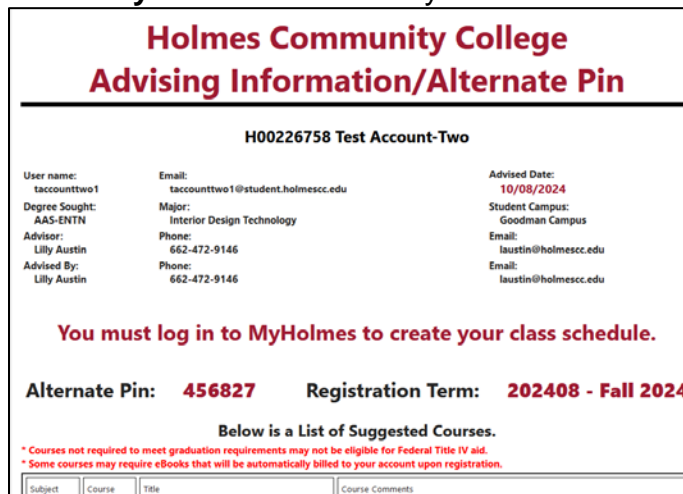 Holmes Community College
Advising Information/Alternate Pin
H00226758 Test Account-Two
User name: Email: Advised Date:
taccounttwo1 taccounttwo1@student.holmescc.edu 10/08/2024
Degree Sought: Major: Student Campus:
AAS-ENTN Interior Design Technology Goodman Campus
Advisor: Phone: Email:
Lilly Austin 662-472-9146 laustin@holmescc.edu
Advised By: Phone: Email:
Lilly Austin 662-472-9146 laustin@holmescc.edu
You must log in to MyHolmes to create your class schedule.
Alternate Pin: 456827 Registration Term: 202408 - Fall 2024
Below is a List of Suggested Courses.
* Courses not required to meet graduation requirements may not be eligible for Federal Title IV aid.
* Some courses may require eBooks that will be automatically billed to your account upon registration.
Subject Course Title Course Comments